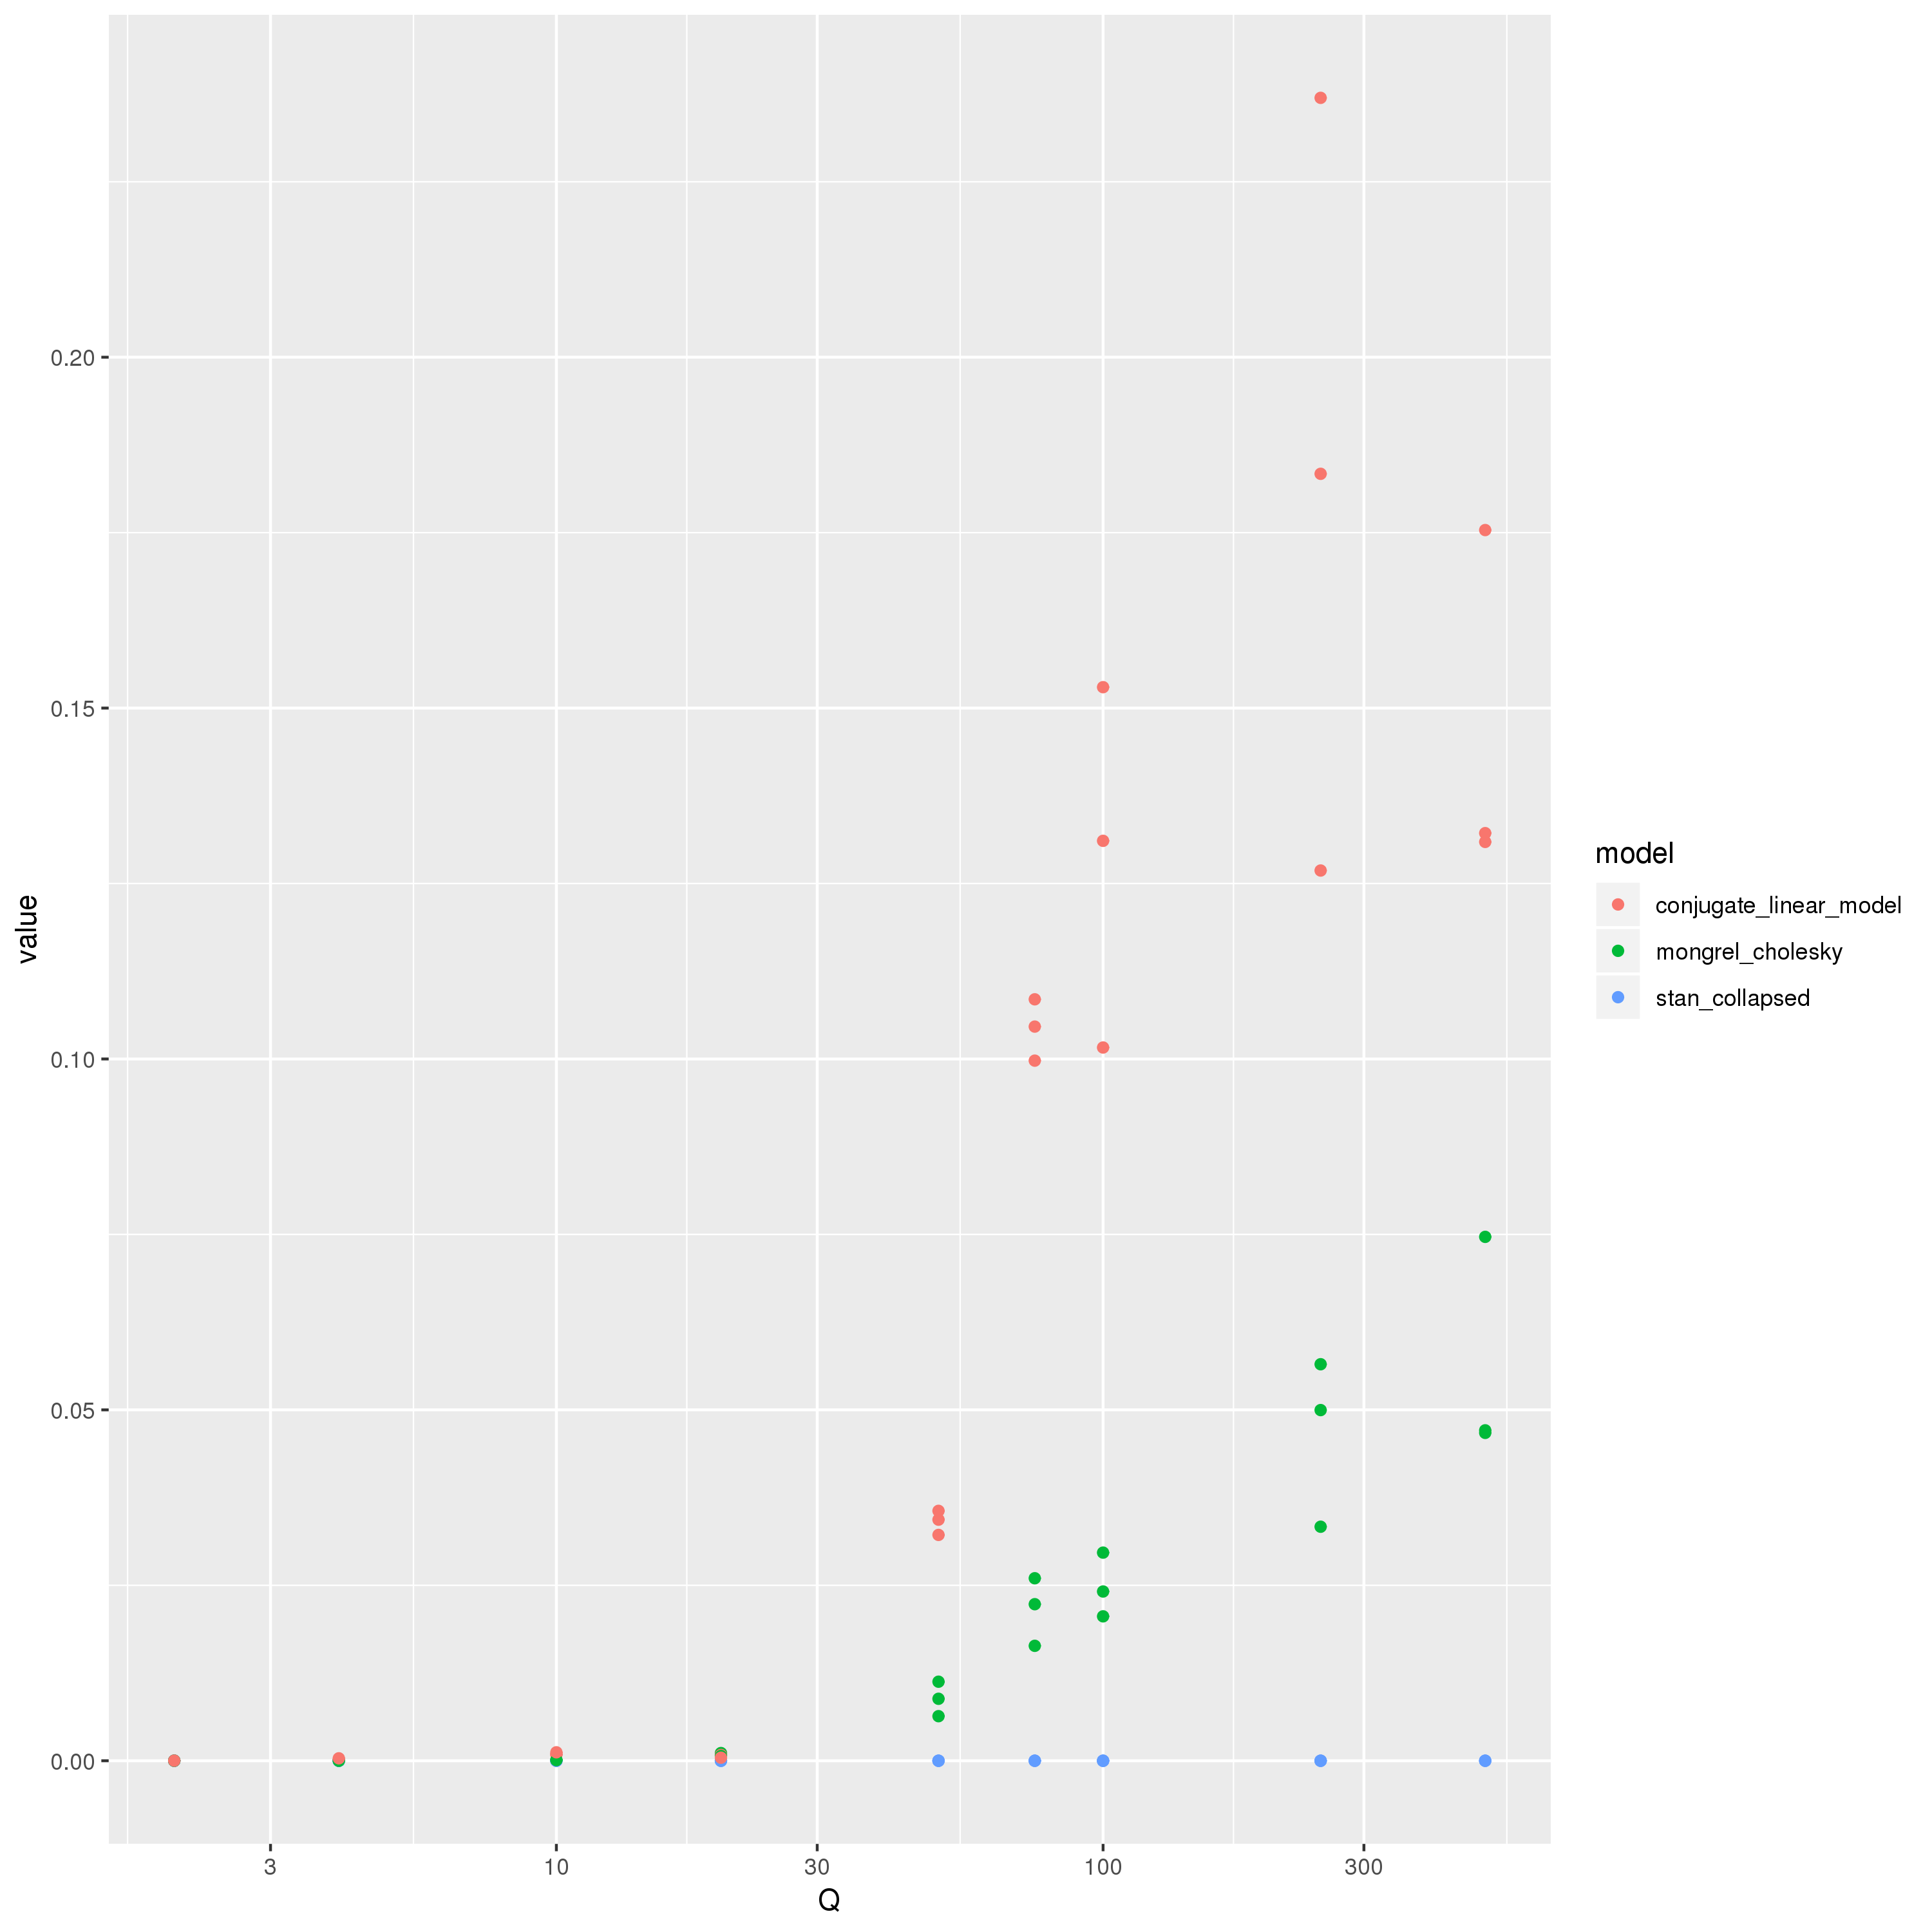 value
0.20
0.15
0.10
0.05
0.00
3
10
30
100
300
Q
model
conjugate_linear_model
mongrel_cholesky
stan_collapsed